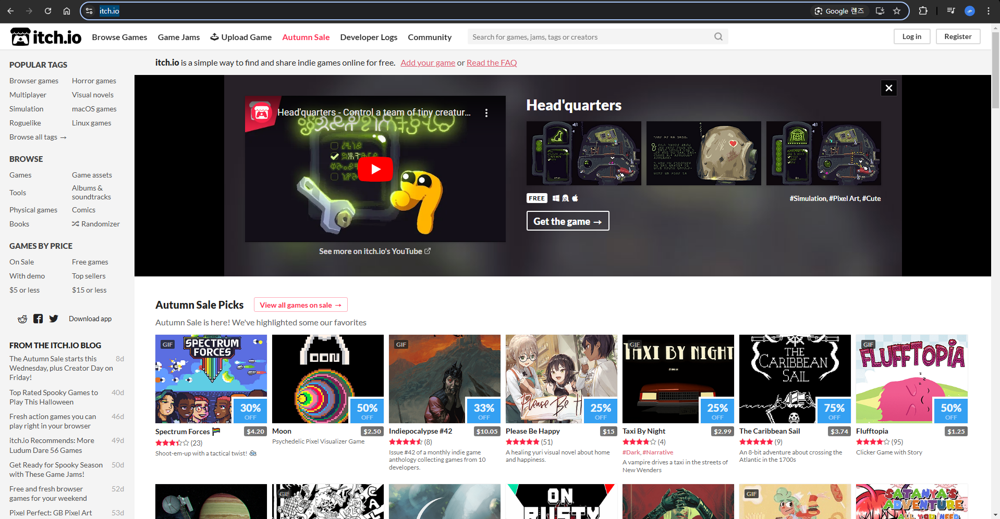 itch.io
Google 렌즈
itch.io
Browse Games
Game Jams
Upload Game
Autumn Sale
Developer Logs
Community
Search for games, jams, tags or creators
Log in
Register
POPULAR TAGS
Browser games
Horror games
Multiplayer
Visual novels
Simulation
macOS games
Roguelike
Linux games
Browse all tags →
BROWSE
Games
Game assets
Tools
Albums &
soundtracks
Physical games
Comics
Books
Randomizer
GAMES BY PRICE
On Sale
Free games
With demo
Top sellers
$5 or less
$15 or less
Download app
FROM THE ITCH.IO BLOG
The Autumn Sale starts this 8d
Wednesday, plus Creator Day on
Friday!
Top Rated Spooky Games to 40d
Play This Halloween
Fresh action games you can 46d
play right in your browser
itch.io Recommends: More 49d
Ludum Dare 56 Games
Get Ready for Spooky Season 50d
with These Game Jams!
Free and fresh browser 52d
games for your weekend
Pixel Perfect: GB Pixel Art 53d
itch.io is a simple way to find and share indie games online for free. Add your game or Read the FAQ
Head'quarters - Control a team of tiny creatur...
See more on itch.io's YouTube
Head'quarters
FREE
#Simulation, #Pixel Art, #Cute
Get the game →
Autumn Sale Picks
View all games on sale →
Autumn Sale is here! We've highlighted some our favorites
GIF
SPECTRUM
FORCES
30%
OFF
Spectrum Forces
$4.20
(23)
Shoot-em-up with a tactical twist!
50%
OFF
Moon
$2.50
Psychedelic Pixel Visualizer Game
GIF
33%
OFF
Indiepocalypse #42
$10.05
(8)
Issue #42 of a monthly indie game
anthology collecting games from 10
developers.
Please Be H
25%
OFF
Please Be Happy
$15
(51)
A healing yuri visual novel about home
and happiness.
GIF
TAXI BY NIGHT
25%
OFF
Taxi By Night
$2.99
(4)
#Dark, #Narrative
A vampire drives a taxi in the streets of
New Wenders
THE
CARIBBEAN
SAIL
75%
OFF
The Caribbean Sail
$3.74
(9)
An 8-bit adventure about crossing the
Atlantic in the 1700s
GIF
FLUFFTOPIA
50%
OFF
Flufftopia
$1.25
(95)
Clicker Game with Story
GIF
ON
RUSTY
GIF
SATANYA'S
ADVENTURE
ALL YOU NEED